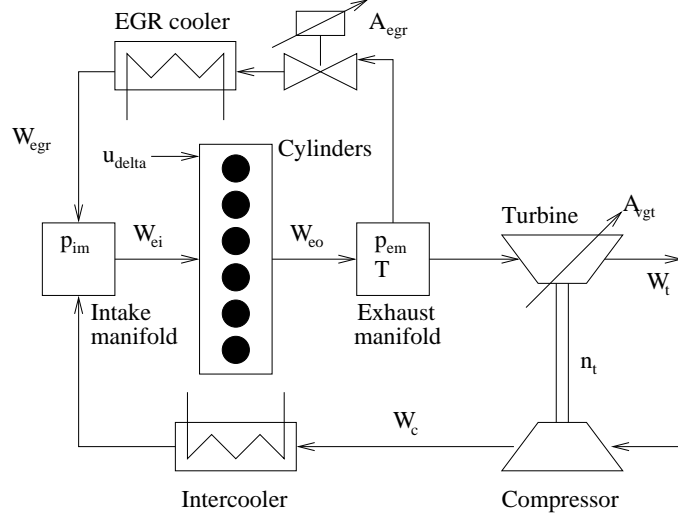 EGR cooler
A_egr
W_egr
u_delta
Cylinders
Turbine
A_vgt
p_im
W_ei
W_eo
p_em
T
W_t
Intake
manifold
Exhaust
manifold
n_t
W_c
Intercooler
Compressor